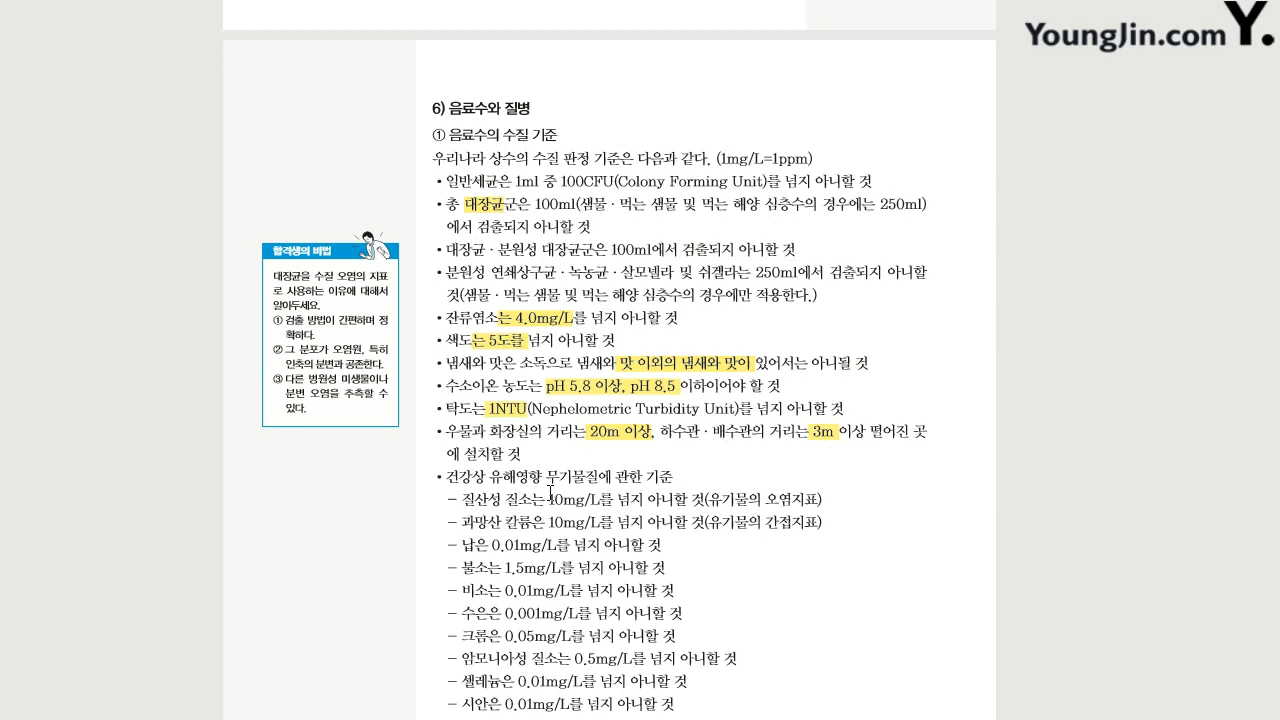 YoungJin.com Y.
6) 음료수와 질병
① 음료수의 수질 기준
우리나라 상수의 수질 판정 기준은 다음과 같다. (1mg/L=1ppm)
• 일반세균은 1ml 중 100CFU(Colony Forming Unit)를 넘지 아니할 것
• 총 대장균군은 100ml(샘물 · 먹는 샘물 및 먹는 해양 심층수의 경우에는 250ml)
에서 검출되지 아니할 것
• 대장균 · 분원성 대장균군은 100ml에서 검출되지 아니할 것
• 분원성 연쇄상구균 · 녹농균 · 살모넬라 및 쉬겔라는 250ml에서 검출되지 아니할
것(샘물 · 먹는 샘물 및 먹는 해양 심층수의 경우에만 적용한다.)
• 잔류염소는 4.0mg/L를 넘지 아니할 것
• 색도는 5도를 넘지 아니할 것
• 냄새와 맛은 소독으로 냄새와 맛 이외의 냄새와 맛이 있어서는 아니될 것
• 수소이온 농도는 pH 5.8 이상, pH 8.5 이하이어야 할 것
• 탁도는 1NTU(Nephelometric Turbidity Unit)를 넘지 아니할 것
• 우물과 화장실의 거리는 20m 이상, 하수관 · 배수관의 거리는 3m 이상 떨어진 곳
에 설치할 것
• 건강상 유해영향 무기물질에 관한 기준
– 질산성 질소는 10mg/L를 넘지 아니할 것(유기물의 오염지표)
– 과망산 칼륨은 10mg/L를 넘지 아니할 것(유기물의 간접지표)
– 납은 0.01mg/L를 넘지 아니할 것
– 불소는 1.5mg/L를 넘지 아니할 것
– 비소는 0.01mg/L를 넘지 아니할 것
– 수은은 0.001mg/L를 넘지 아니할 것
– 크롬은 0.05mg/L를 넘지 아니할 것
– 암모니아성 질소는 0.5mg/L를 넘지 아니할 것
– 셀레늄은 0.01mg/L를 넘지 아니할 것
– 시안은 0.01mg/L를 넘지 아니할 것
합격생의 비법
대장균을 수질 오염의 지표
로 사용하는 이유에 대해서
알아두세요.
① 검출 방법이 간편하며 정
확하다.
② 그 분포가 오염원, 특히
인축의 분변과 공존한다.
③ 다른 병원성 미생물이나
분변 오염을 추측할 수
있다.